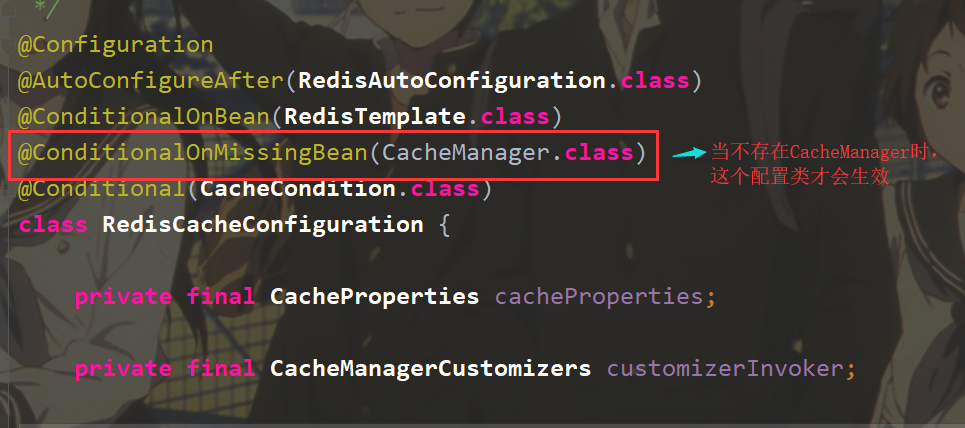 */
@Configuration
@AutoConfigureAfter(RedisAutoConfiguration.class)
@ConditionalOnBean(RedisTemplate.class)
@ConditionalOnMissingBean(CacheManager.class)
当不存在CacheManager时，
这个配置类才会生效
@Conditional(CacheCondition.class)
class RedisCacheConfiguration {
private final CacheProperties cacheProperties;
private final CacheManagerCustomizers customizerInvoker;